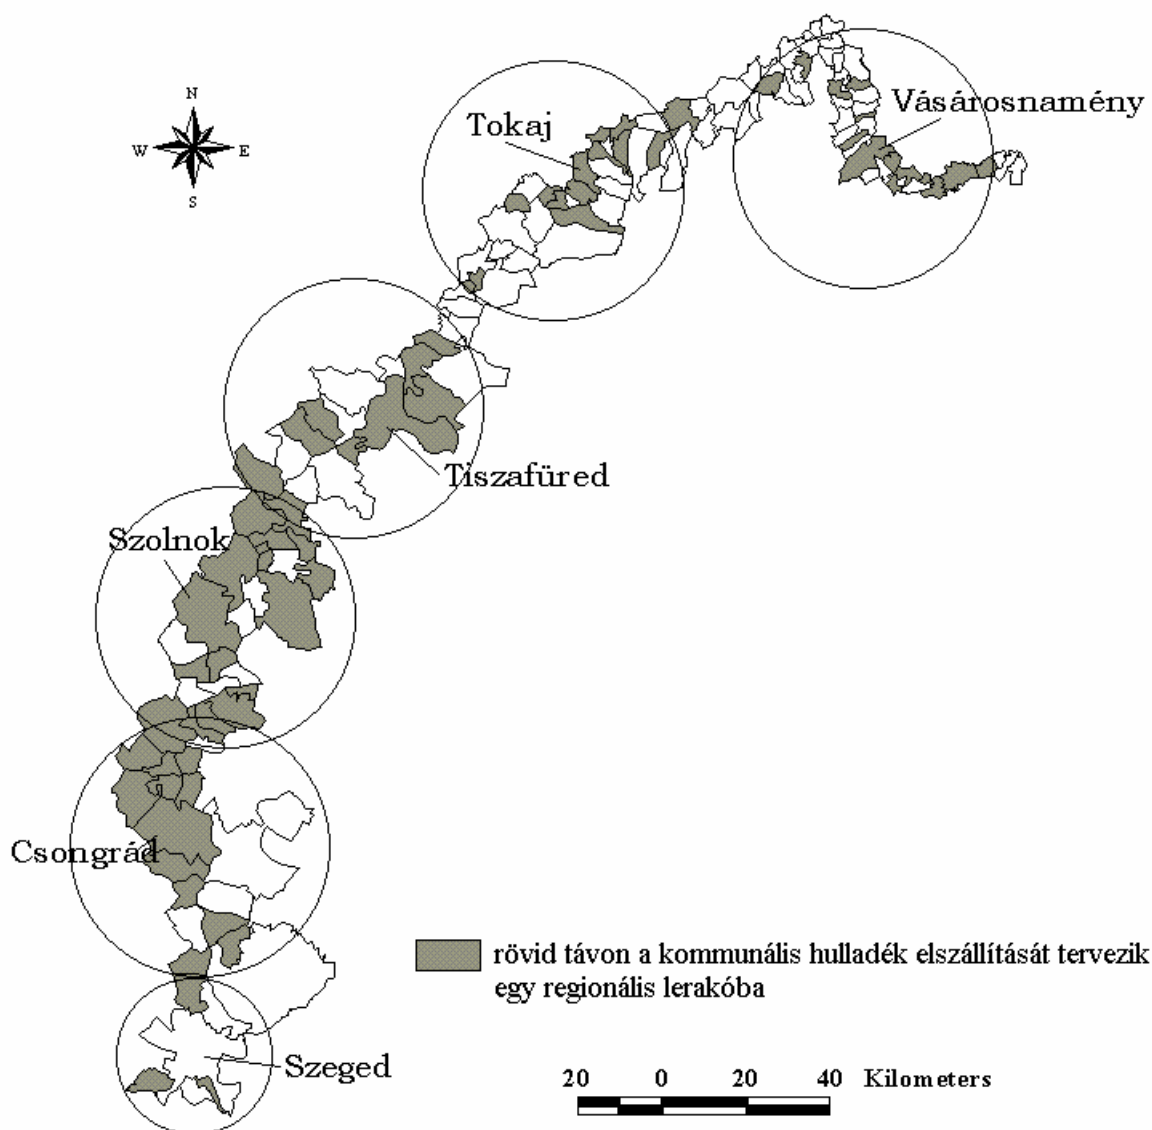 N
W E
S
Tokaj
Vásárosnamény
Tiszafüred
Szolnok
Csongrád
rövid távon a kommunális hulladék elszállítását tervezik
egy regionális lerakóba
Szeged
20 0 20 40 Kilometers